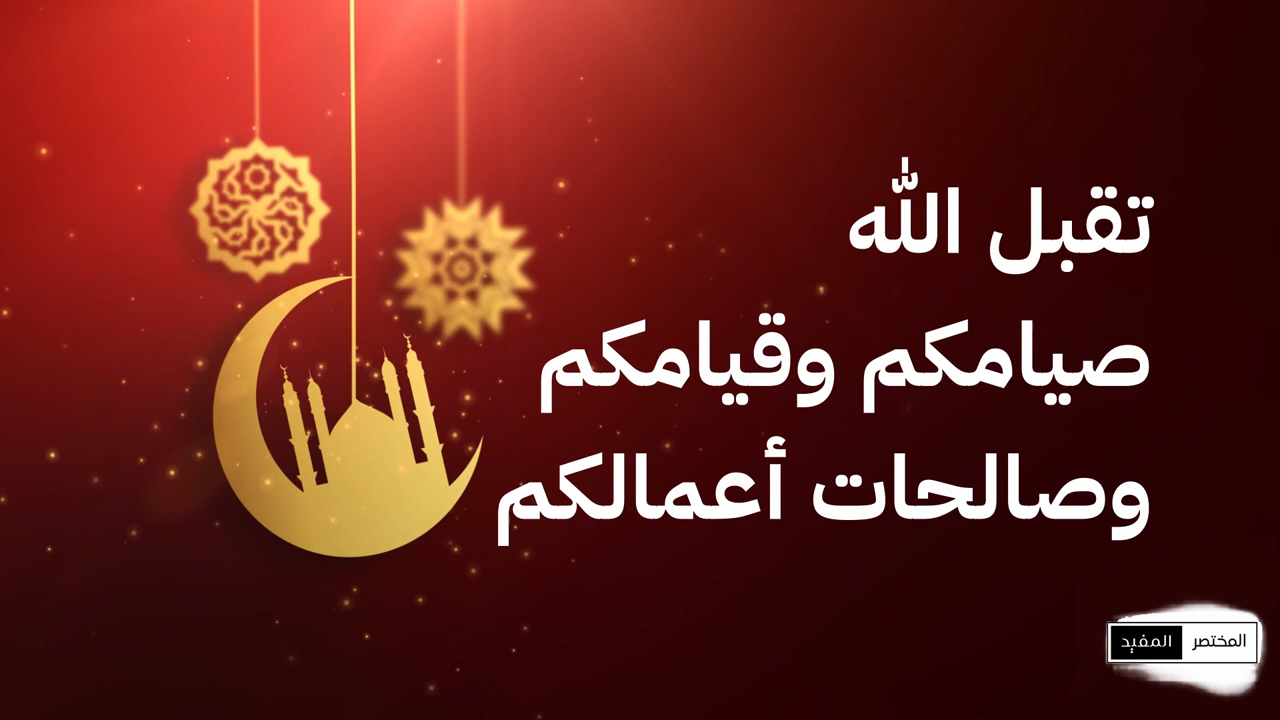 تقبل الله
صيامكم وقيامكم
وصالحات أعمالكم
المختصر المفيد